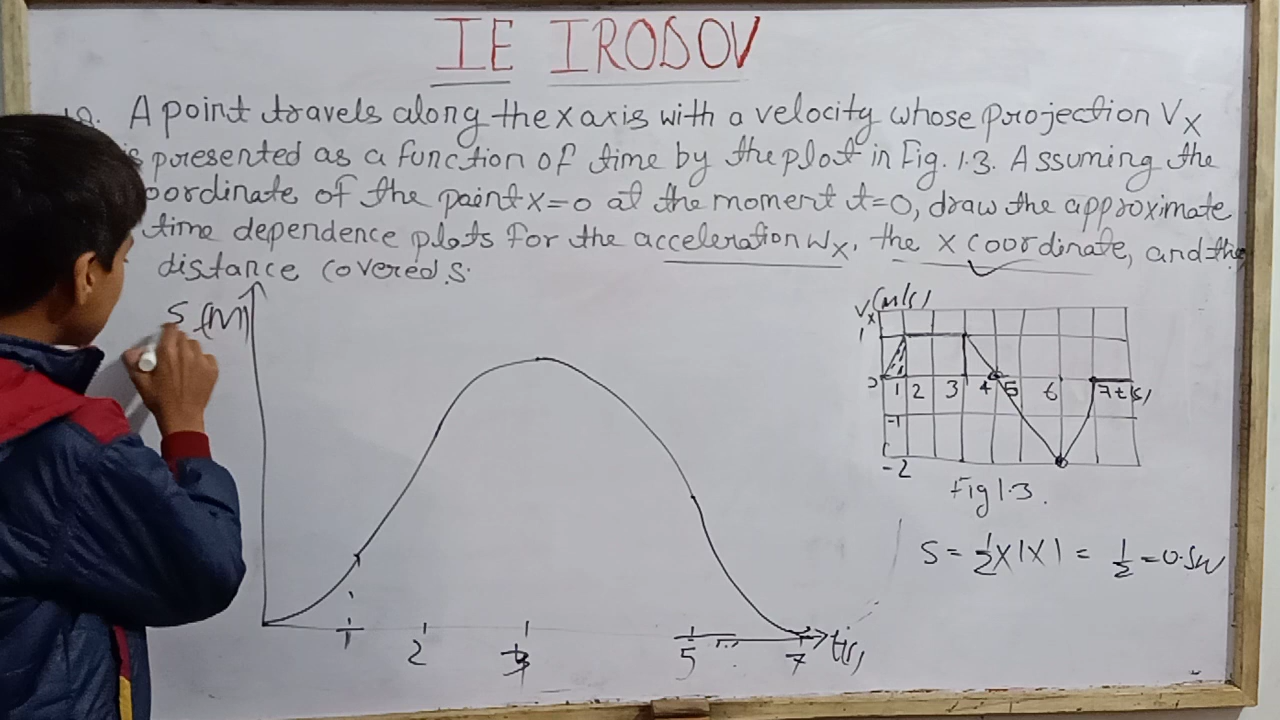 IE IRODOV
A point travels along the x axis with a velocity whose projection Vx
is presented as a function of time by the plot in Fig. 1.3. Assuming the
oordinate of the point x=0 at the moment t=0, draw the approximate
time dependence plots for the acceleration Wx, the x coordinate, and the
distance covered s.
S (m)
Vx (m/s)
1
0 1 2 3 4 5 6 7 t(s)
-1
-2
Fig 1.3.
S = 1/2 X 1 X 1 = 1/2 = 0.5m
1 2 5 7 t(s)